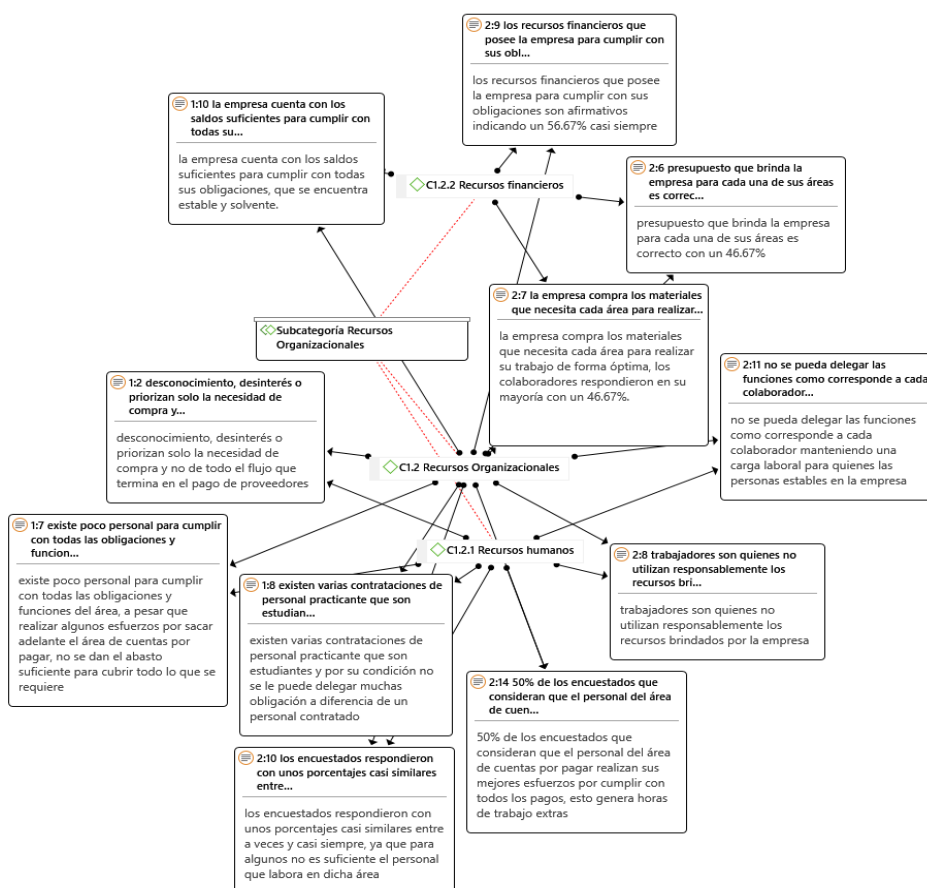 2:9 los recursos financieros que
posee la empresa para cumplir con
sus obl...
los recursos financieros que posee
la empresa para cumplir con sus
obligaciones son afirmativos
indicando un 56.67% casi siempre
1:10 la empresa cuenta con los
saldos suficientes para cumplir con
todas su...
la empresa cuenta con los saldos
suficientes para cumplir con todas
sus obligaciones, que se encuentra
estable y solvente.
C1.2.2 Recursos financieros
2:6 presupuesto que brinda la
empresa para cada una de sus áreas
es correc...
presupuesto que brinda la empresa
para cada una de sus áreas es
correcto con un 46.67%
2:7 la empresa compra los materiales
que necesita cada área para realizar...
la empresa compra los materiales
que necesita cada área para realizar
su trabajo de forma óptima, los
colaboradores respondieron en su
mayoría con un 46.67%.
Subcategoría Recursos
Organizacionales
2:11 no se pueda delegar las
funciones como corresponde a cada
colaborador...
no se pueda delegar las funciones
como corresponde a cada
colaborador manteniendo una
carga laboral para quienes las
personas estables en la empresa
1:2 desconocimiento, desinterés o
priorizan solo la necesidad de
compra y...
desconocimiento, desinterés o
priorizan solo la necesidad de
compra y no de todo el flujo que
termina en el pago de proveedores
C1.2 Recursos Organizacionales
1:7 existe poco personal para cumplir
con todas las obligaciones y
funcion...
existe poco personal para cumplir
con todas las obligaciones y
funciones del área, a pesar que
realizar algunos esfuerzos por sacar
adelante el área de cuentas por
pagar, no se dan el abasto
suficiente para cubrir todo lo que se
requiere
C1.2.1 Recursos humanos
1:8 existen varias contrataciones de
personal practicante que son
estudian...
existen varias contrataciones de
personal practicante que son
estudiantes y por su condición no
se le puede delegar muchas
obligación a diferencia de un
personal contratado
2:8 trabajadores son quienes no
utilizan responsablemente los
recursos bri...
trabajadores son quienes no
utilizan responsablemente los
recursos brindados por la empresa
2:14 50% de los encuestados que
consideran que el personal del área
de cuen...
50% de los encuestados que
consideran que el personal del área
de cuentas por pagar realizan sus
mejores esfuerzos por cumplir con
todos los pagos, esto genera horas
de trabajo extras
2:10 los encuestados respondieron
con unos porcentajes casi similares
entre...
los encuestados respondieron con
unos porcentajes casi similares entre
a veces y casi siempre, ya que para
algunos no es suficiente el personal
que labora en dicha área